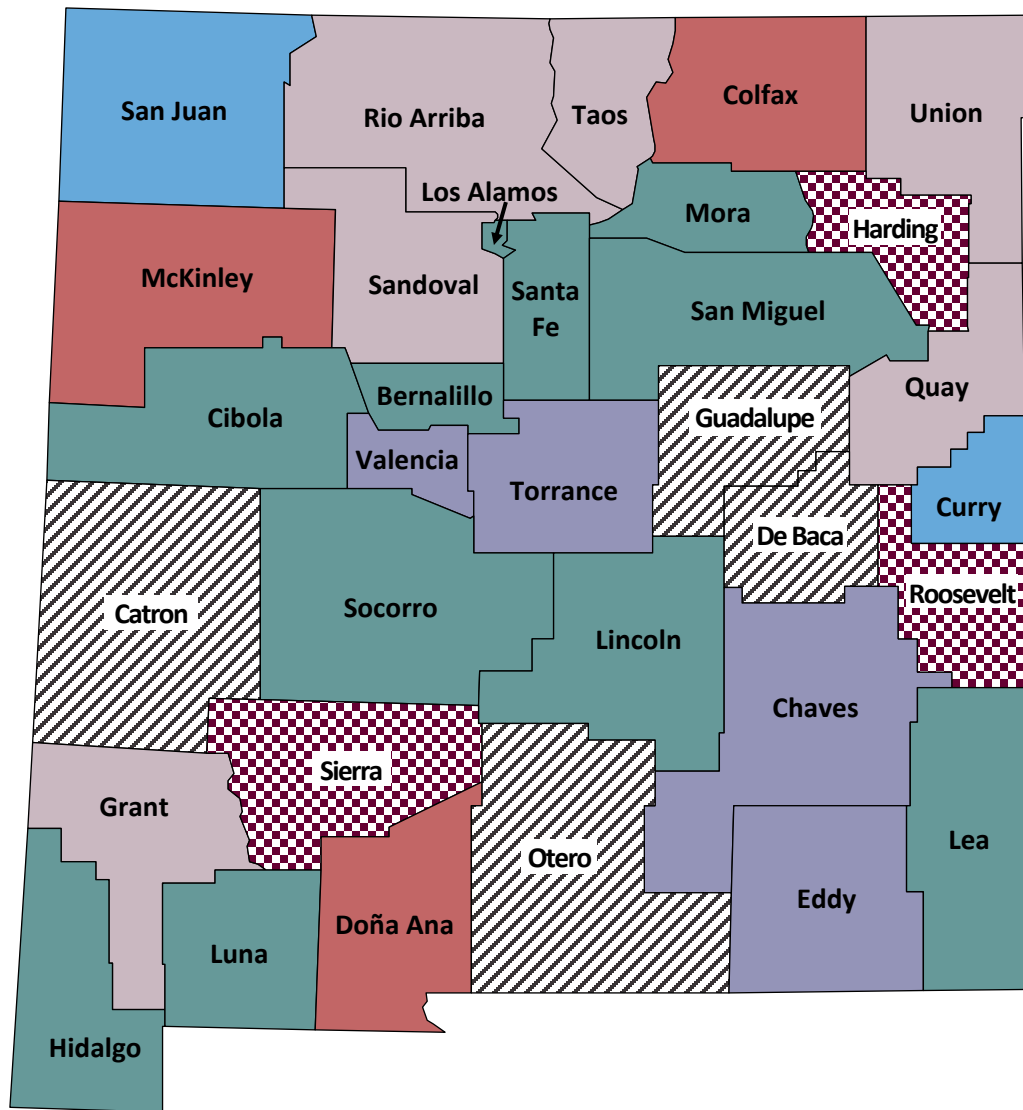 San Juan
Rio Arriba
Taos
Colfax
Union
Los Alamos
Mora
Harding
McKinley
Sandoval
Santa
Fe
San Miguel
Bernalillo
Quay
Cibola
Guadalupe
Valencia
Torrance
Curry
De Baca
Roosevelt
Catron
Socorro
Lincoln
Chaves
Sierra
Grant
Otero
Lea
Eddy
Doña Ana
Luna
Hidalgo